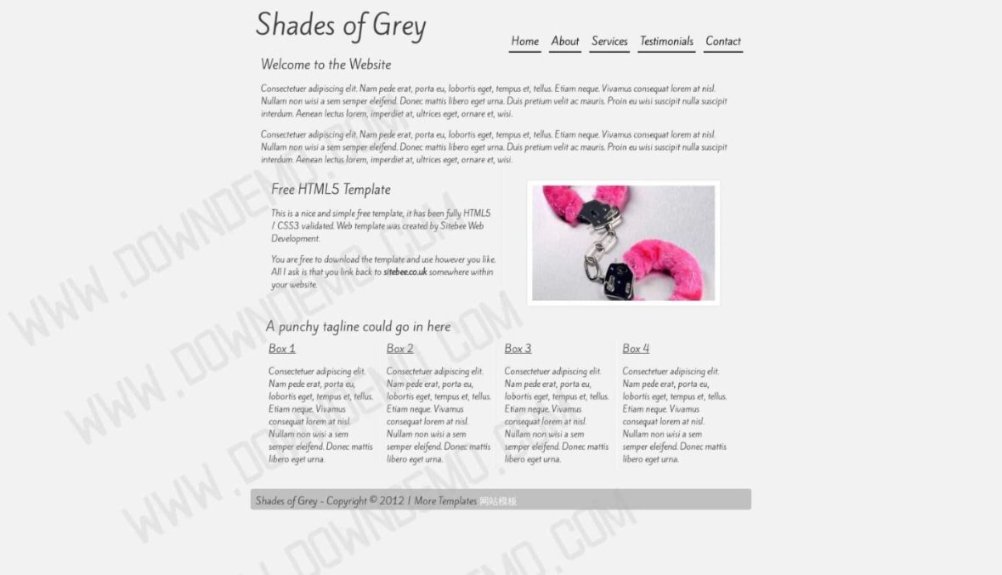 Shades of Grey
Home About Services Testimonials Contact
Welcome to the Website
Consectetuer adipiscing elit. Nam pede erat, porta eu, lobortis eget, tempus et, tellus. Etiam neque. Vivamus consequat lorem at nisl.
Nullam non wisi a sem semper eleifend. Donec mattis libero eget urna. Duis pretium velit ac mauris. Proin eu wisi suscipit nulla suscipit
interdum. Aenean lectus lorem, imperdiet at, ultrices eget, ornare et, wisi.
Consectetuer adipiscing elit. Nam pede erat, porta eu, lobortis eget, tempus et, tellus. Etiam neque. Vivamus consequat lorem at nisl.
Nullam non wisi a sem semper eleifend. Donec mattis libero eget urna. Duis pretium velit ac mauris. Proin eu wisi suscipit nulla suscipit
interdum. Aenean lectus lorem, imperdiet at, ultrices eget, ornare et, wisi.
Free HTML5 Template
This is a nice and simple free template, it has been fully HTML5
/ CSS3 validated. Web template was created by Sitebee Web
Development.
You are free to download the template and use however you like.
All I ask is that you link back to sitebee.co.uk somewhere within
your website.
A punchy tagline could go in here
Box 1
Consectetuer adipiscing elit.
Nam pede erat, porta eu,
lobortis eget, tempus et, tellus.
Etiam neque. Vivamus
consequat lorem at nisl.
Nullam non wisi a sem
semper eleifend. Donec mattis
libero eget urna.
Box 2
Consectetuer adipiscing elit.
Nam pede erat, porta eu,
lobortis eget, tempus et, tellus.
Etiam neque. Vivamus
consequat lorem at nisl.
Nullam non wisi a sem
semper eleifend. Donec mattis
libero eget urna.
Box 3
Consectetuer adipiscing elit.
Nam pede erat, porta eu,
lobortis eget, tempus et, tellus.
Etiam neque. Vivamus
consequat lorem at nisl.
Nullam non wisi a sem
semper eleifend. Donec mattis
libero eget urna.
Box 4
Consectetuer adipiscing elit.
Nam pede erat, porta eu,
lobortis eget, tempus et, tellus.
Etiam neque. Vivamus
consequat lorem at nisl.
Nullam non wisi a sem
semper eleifend. Donec mattis
libero eget urna.
Shades of Grey - Copyright © 2012 | More Templates 网站模板
WWW.DOWNDEMO.COM
WWW.DOWNDEMO.COM
WWW.DOWNDEMO.COM
WWW.DOWNDEMO.COM
WWW.DOWNDEMO.COM